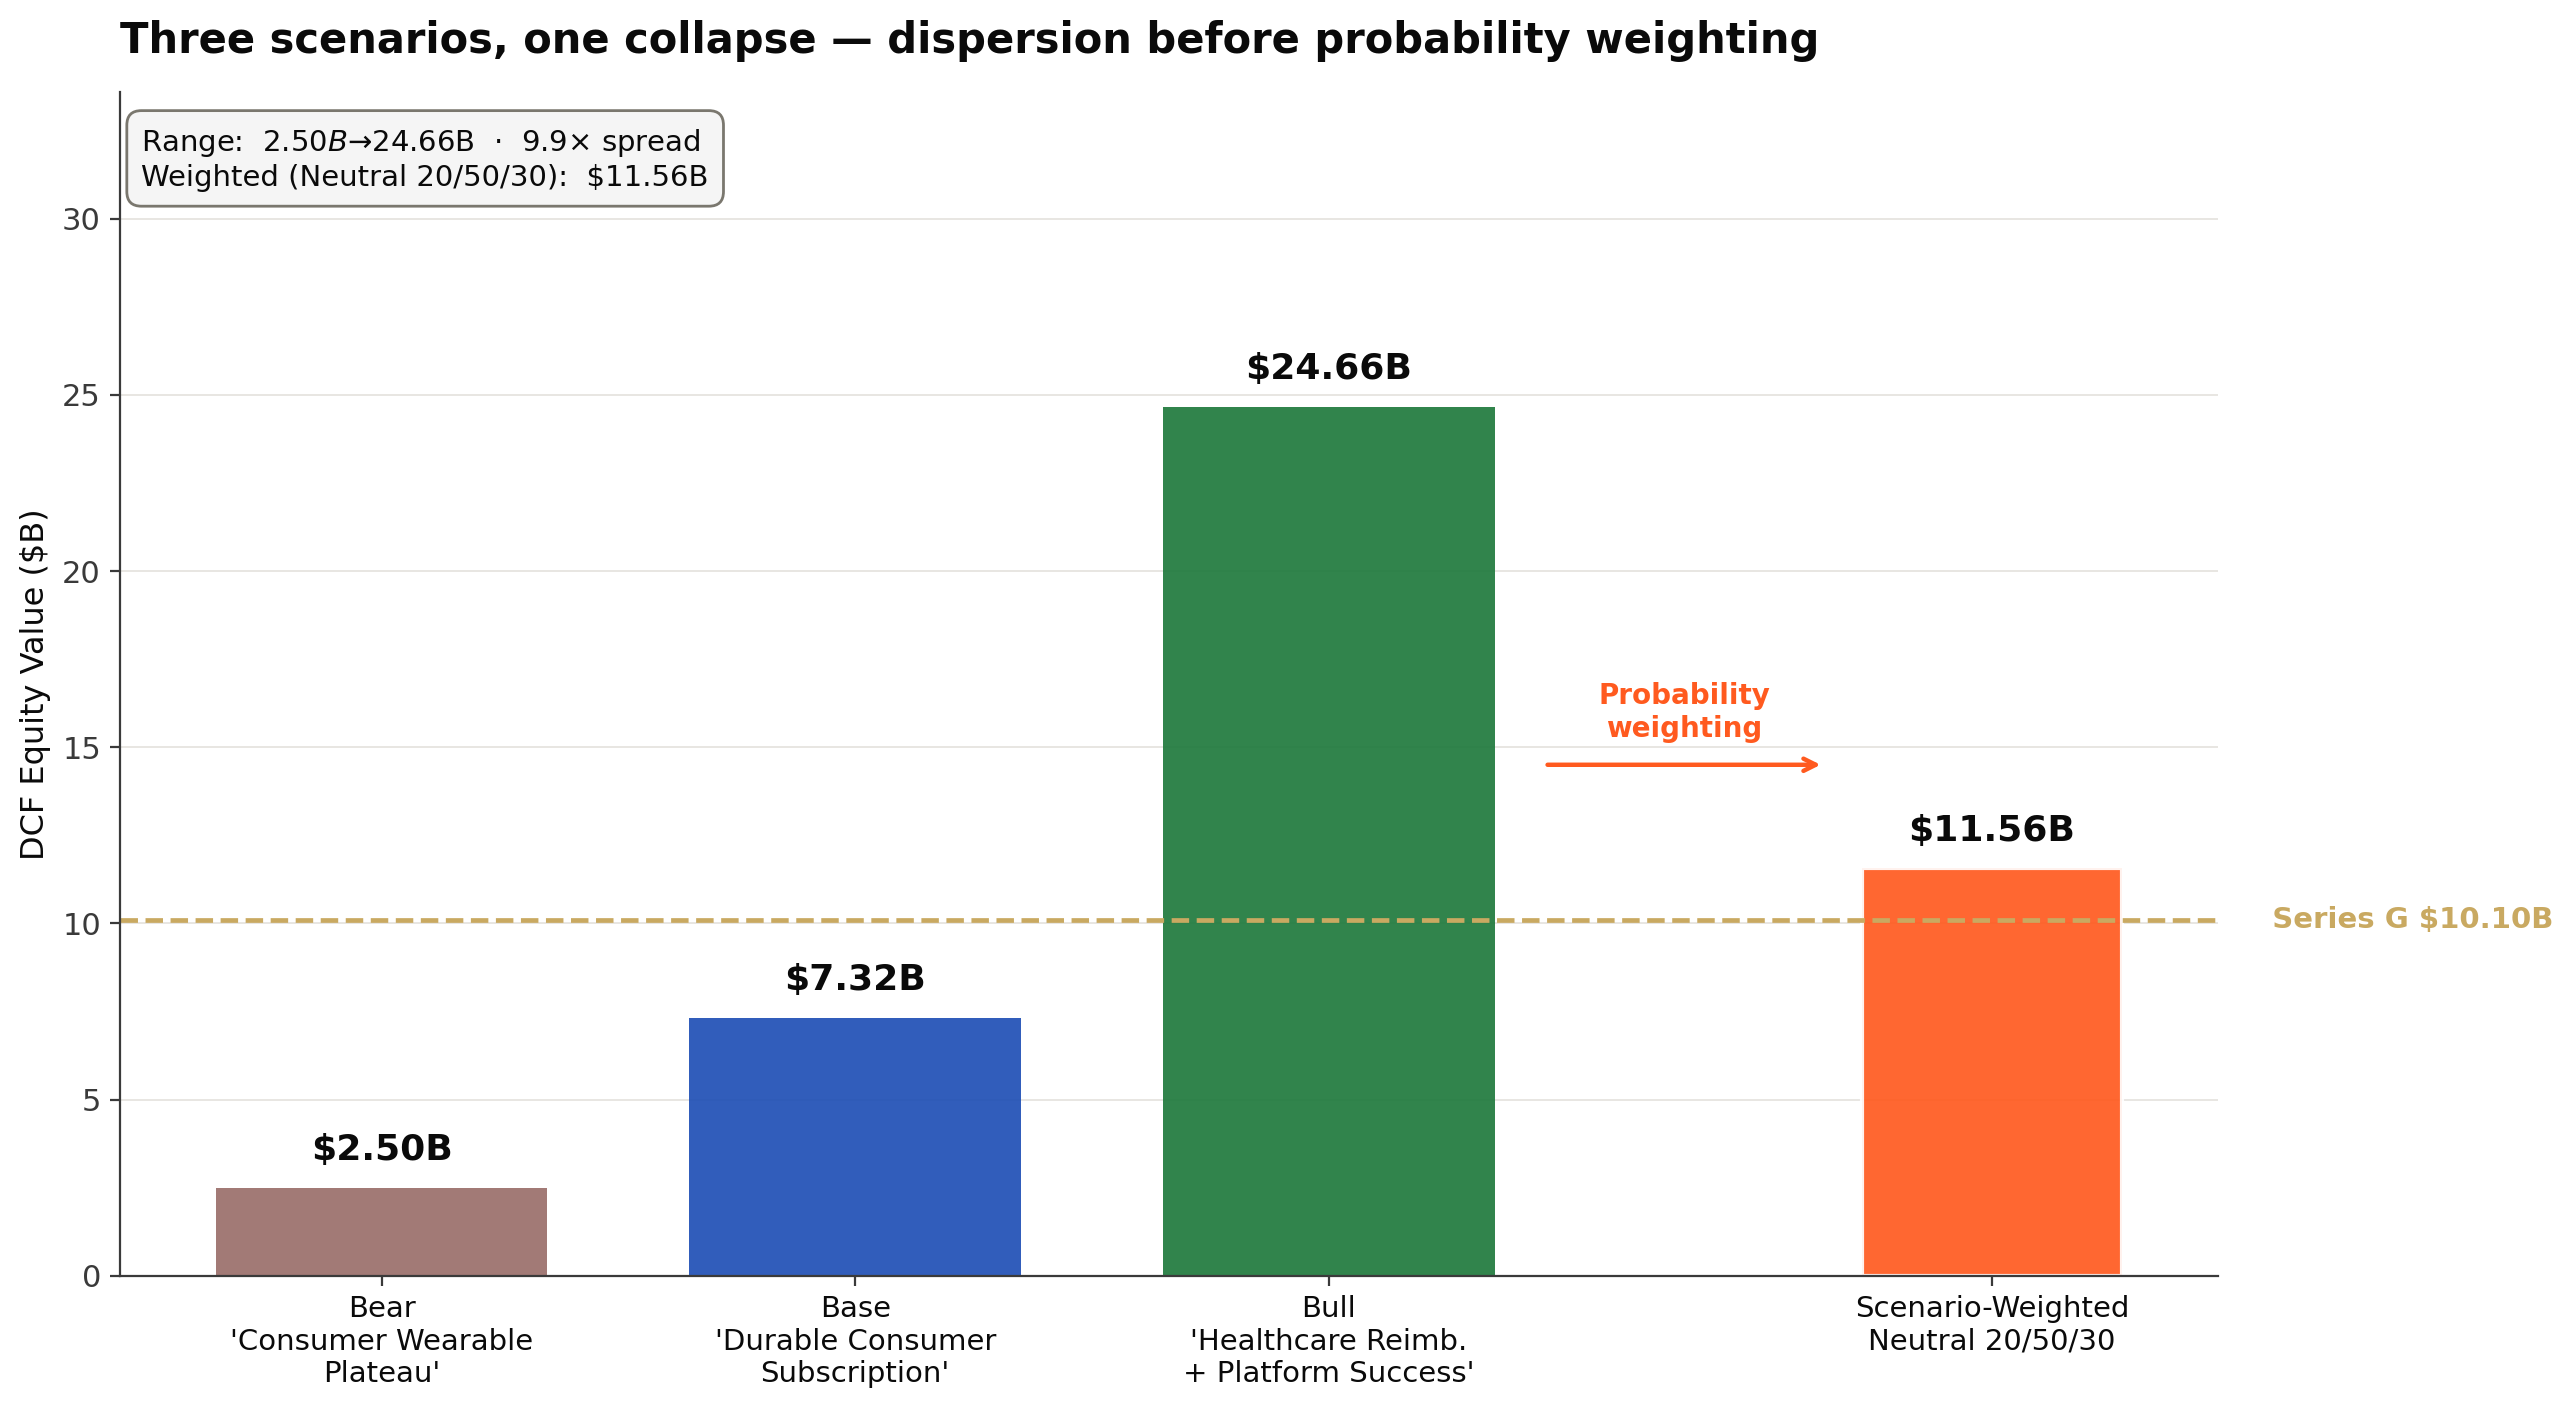 Three scenarios, one collapse — dispersion before probability weighting
Range:  2.50B→24.66B  ·  9.9× spread
Weighted (Neutral 20/50/30):  $11.56B
DCF Equity Value ($B)
30
25
20
15
10
5
0
$2.50B
$7.32B
$24.66B
Probability
weighting
$11.56B
Series G $10.10B
Bear
'Consumer Wearable
Plateau'
Base
'Durable Consumer
Subscription'
Bull
'Healthcare Reimb.
+ Platform Success'
Scenario-Weighted
Neutral 20/50/30